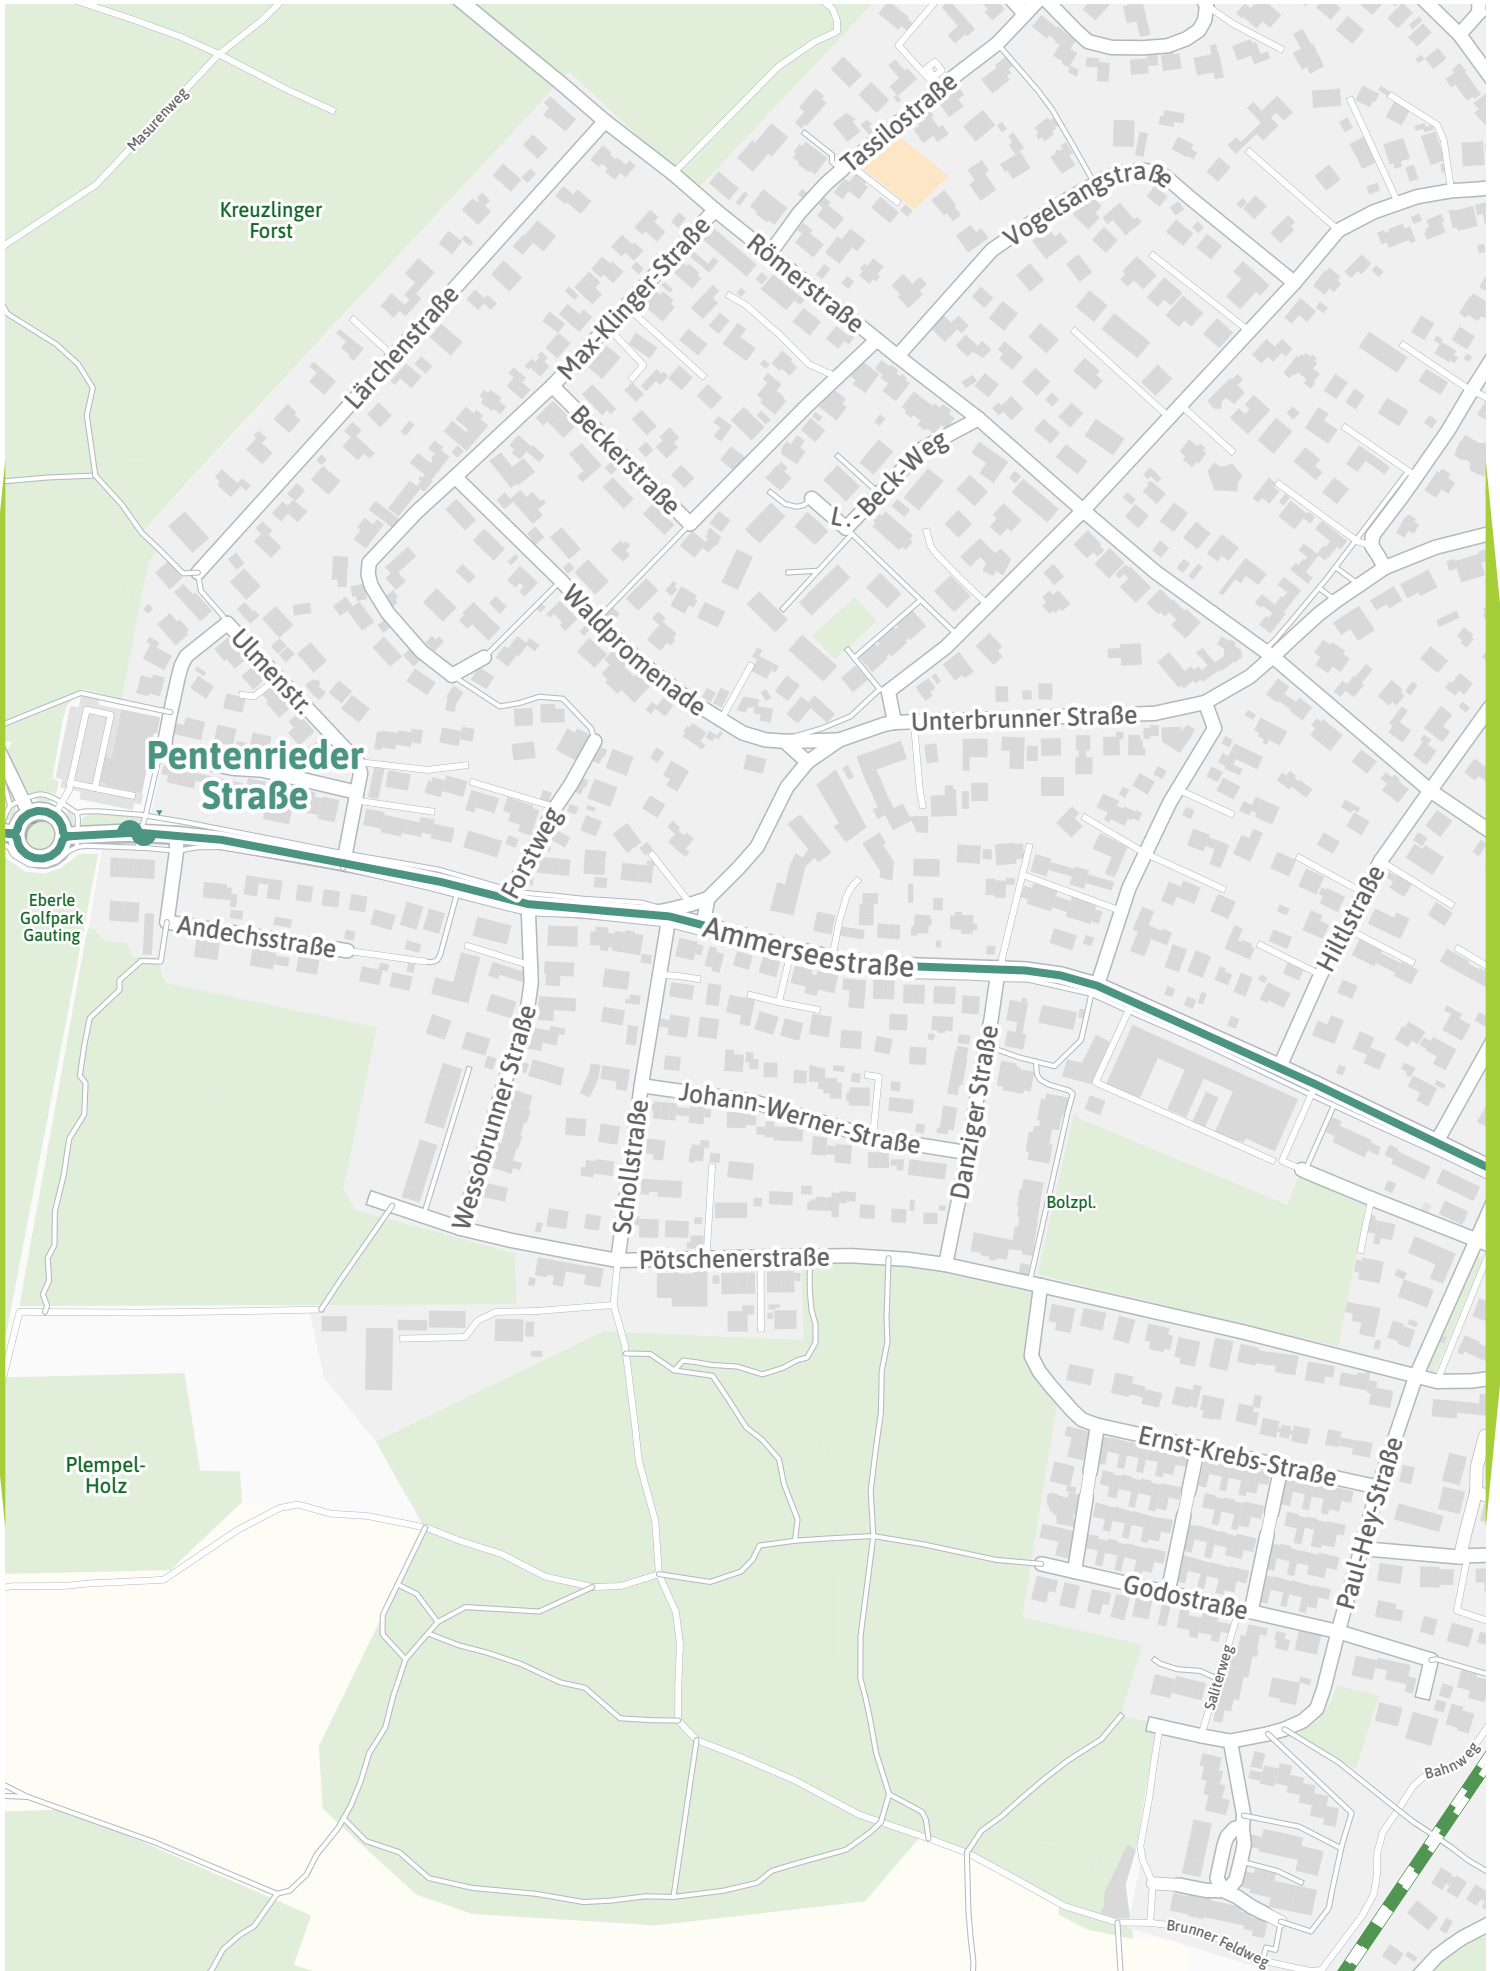 Masurenweg
Tassilostraße
Vogelsangstraße
Kreuzlinger
Forst
Römerstraße
Max-Klinger-Straße
Lärchenstraße
Beckerstraße
L.-Beck-Weg
Waldpromenade
Ulmenstr.
Unterbrunner Straße
Pentenrieder
Straße
Forstweg
Eberle
Golfpark
Gauting
Andechsstraße
Ammerseestraße
Hiltlstraße
Wessobrunner Straße
Johann-Werner-Straße
Danziger Straße
Schollstraße
Bolzpl.
Pötschenerstraße
Ernst-Krebs-Straße
Plempel-
Holz
Paul-Hey-Straße
Godostraße
Saliterweg
Bahnweg
Brunner Feldweg